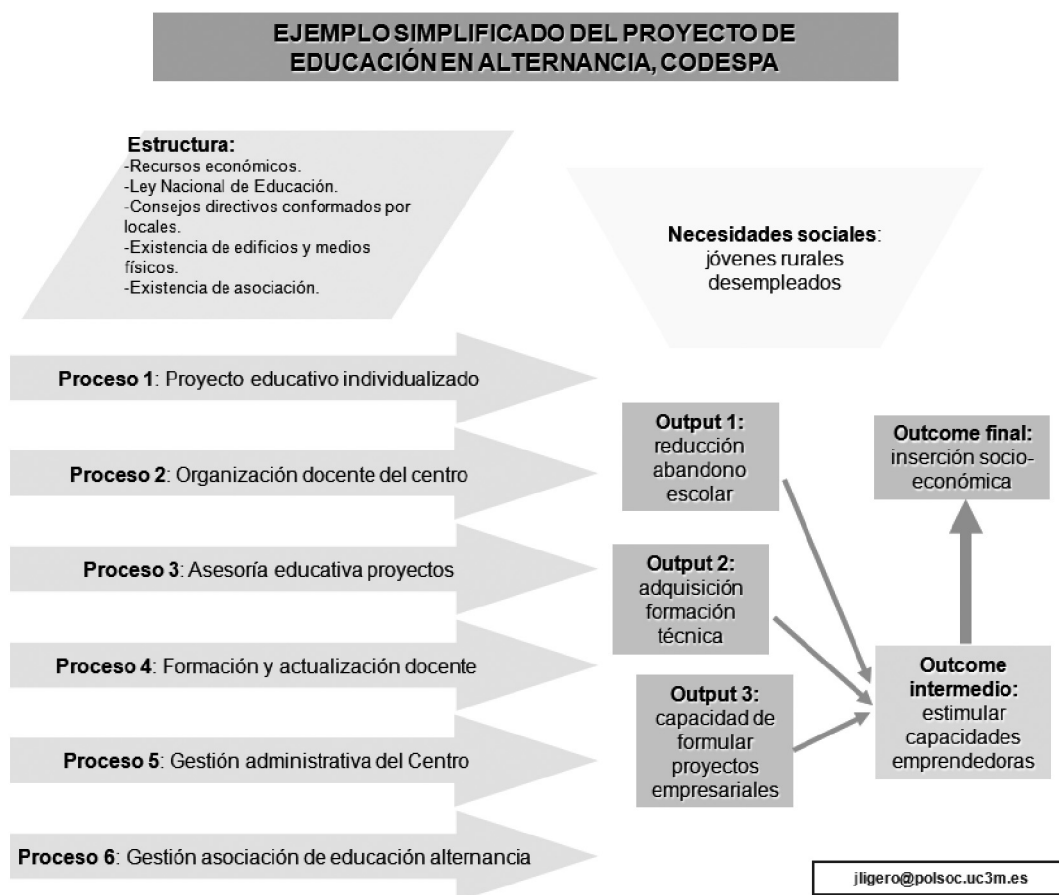 EJEMPLO SIMPLIFICADO DEL PROYECTO DE
EDUCACIÓN EN ALTERNANCIA, CODESPA
Estructura:
-Recursos económicos.
-Ley Nacional de Educación.
-Consejos directivos conformados por
locales.
-Existencia de edificios y medios
físicos.
-Existencia de asociación.
Necesidades sociales:
jóvenes rurales
desempleados
Proceso 1: Proyecto educativo individualizado
Proceso 2: Organización docente del centro
Proceso 3: Asesoría educativa proyectos
Proceso 4: Formación y actualización docente
Proceso 5: Gestión administrativa del Centro
Proceso 6: Gestión asociación de educación alternancia
Output 1:
reducción
abandono
escolar
Output 2:
adquisición
formación
técnica
Output 3:
capacidad de
formular
proyectos
empresariales
Outcome final:
inserción socio-
económica
Outcome
intermedio:
estimular
capacidades
emprendedoras
jligero@polsoc.uc3m.es